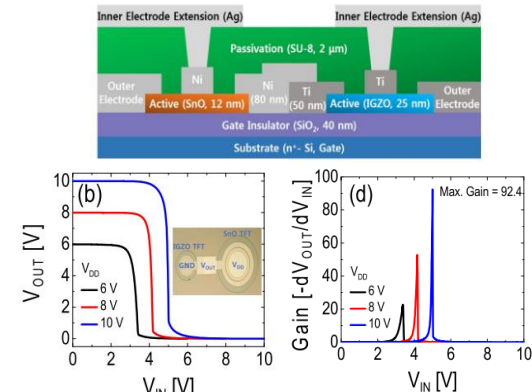 Inner Electrode Extension (Ag)
Inner Electrode Extension (Ag)
Passivation (SU-8, 2 μm)
Ni
Ni
(80 nm)
Ti
(50 nm)
Ti
Outer
Electrode
Outer
Electrode
Active (SnO, 12 nm)
Active (IGZO, 25 nm)
Gate Insulator (SiO2, 40 nm)
Substrate (n+- Si, Gate)
(b)
VOUT [V]
10
8
6
4
2
0
VDD
6 V
8 V
10 V
IGZO TFT
SnO TFT
GND
VOUT
VDD
0 2 4 6 8 10
VIN [V]
(d)
Max. Gain = 92.4
Gain [-dVOUT/dVIN]
100
80
60
40
20
0
VDD
6 V
8 V
10 V
0 2 4 6 8 10
VIN [V]